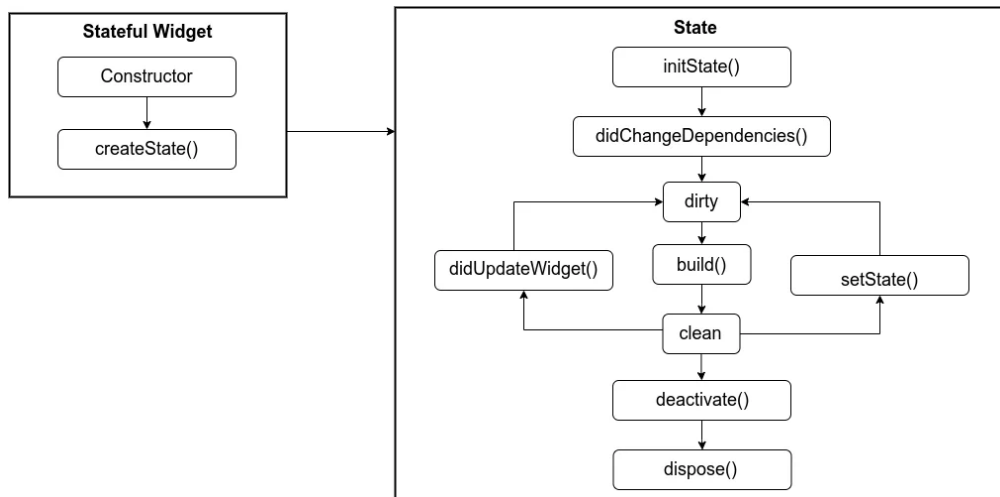 Stateful Widget
Constructor
createState()
State
initState()
didChangeDependencies()
dirty
didUpdateWidget()
build()
setState()
clean
deactivate()
dispose()